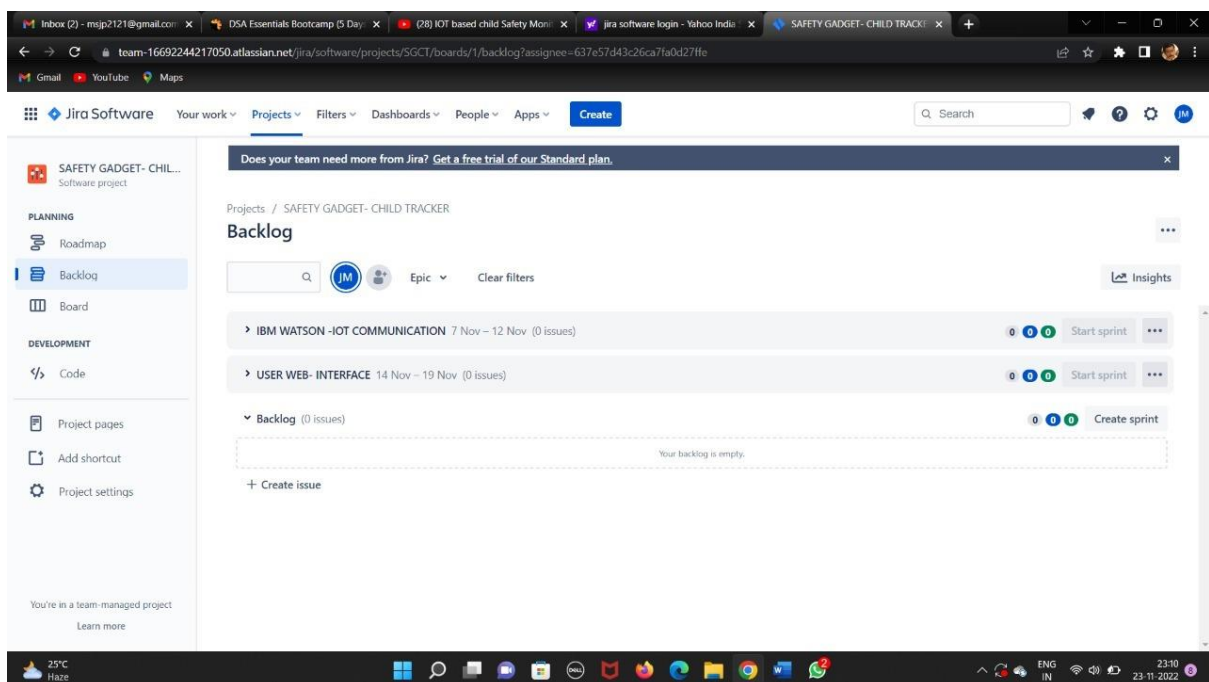 Inbox (2) - msjp2121@gmail.com DSA Essentials Bootcamp (5 Day (28) IOT based child Safety Moni jira software login - Yahoo India SAFETY GADGET- CHILD TRACKE
team-16692244217050.atlassian.net/jira/software/projects/SGCT/boards/1/backlog?assignee=637e57d43c26ca7fa0d27ffe
Gmail YouTube Maps
Jira Software Your work Projects Filters Dashboards People Apps Create Search JM
Does your team need more from Jira? Get a free trial of our Standard plan.
SAFETY GADGET- CHIL...
Software project
PLANNING
Roadmap
Backlog
Board
DEVELOPMENT
Code
Project pages
Add shortcut
Project settings
You're in a team-managed project
Learn more
Projects / SAFETY GADGET- CHILD TRACKER
Backlog
JM Epic Clear filters Insights
IBM WATSON -IOT COMMUNICATION 7 Nov – 12 Nov (0 issues) 0 0 0 Start sprint
USER WEB- INTERFACE 14 Nov – 19 Nov (0 issues) 0 0 0 Start sprint
Backlog (0 issues) 0 0 0 Create sprint
Your backlog is empty.
+ Create issue
25°C
Haze
DELL
2
ENG
IN
23:10
23-11-2022
8